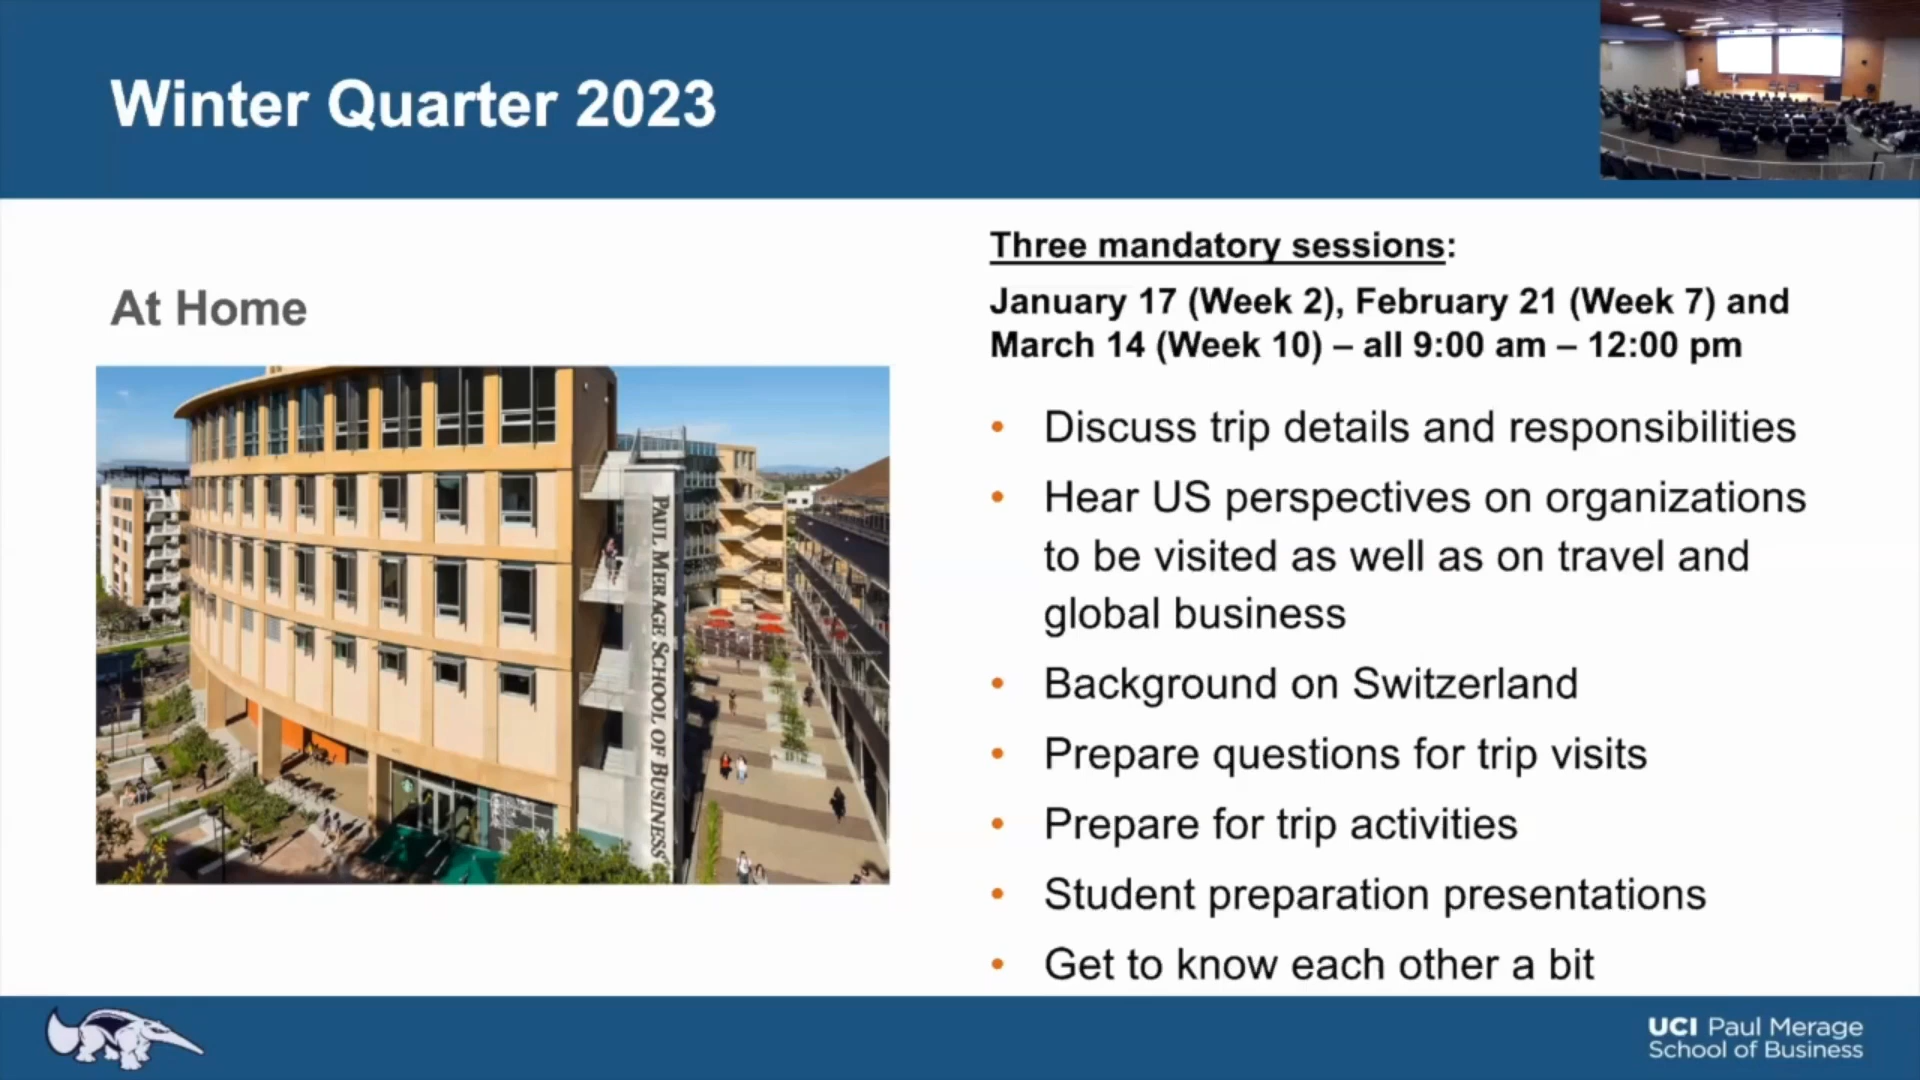 Winter Quarter 2023
At Home
PAUL MERAGE SCHOOL OF BUSINESS
Three mandatory sessions:
January 17 (Week 2), February 21 (Week 7) and
March 14 (Week 10) – all 9:00 am – 12:00 pm
• Discuss trip details and responsibilities
• Hear US perspectives on organizations
to be visited as well as on travel and
global business
• Background on Switzerland
• Prepare questions for trip visits
• Prepare for trip activities
• Student preparation presentations
• Get to know each other a bit
UCI Paul Merage
School of Business